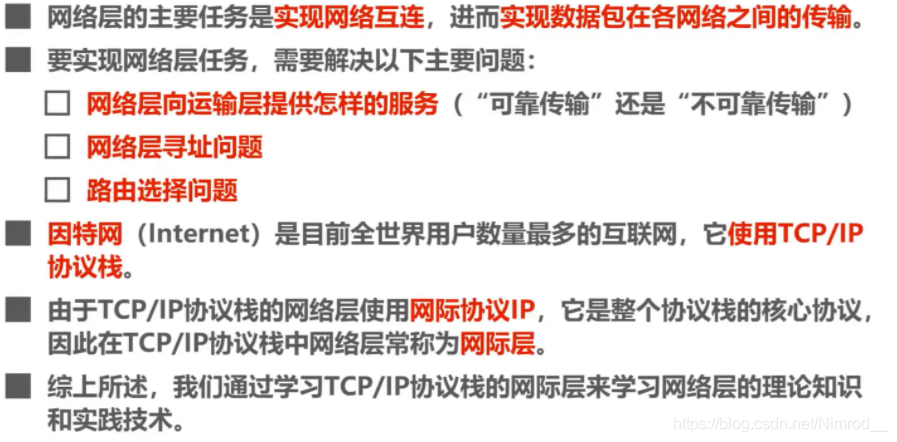 网络层的主要任务是实现网络互连，进而实现数据包在各网络之间的传输。
要实现网络层任务，需要解决以下主要问题：
网络层向运输层提供怎样的服务（“可靠传输”还是“不可靠传输”）
网络层寻址问题
路由选择问题
因特网（Internet）是目前全世界用户数量最多的互联网，它使用TCP/IP
协议栈。
由于TCP/IP协议栈的网络层使用网际协议IP，它是整个协议栈的核心协议，
因此在TCP/IP协议栈中网络层常称为网际层。
综上所述，我们通过学习TCP/IP协议栈的网际层来学习网络层的理论知识
和实践技术。
https://blog.csdn.net/Nimrod__